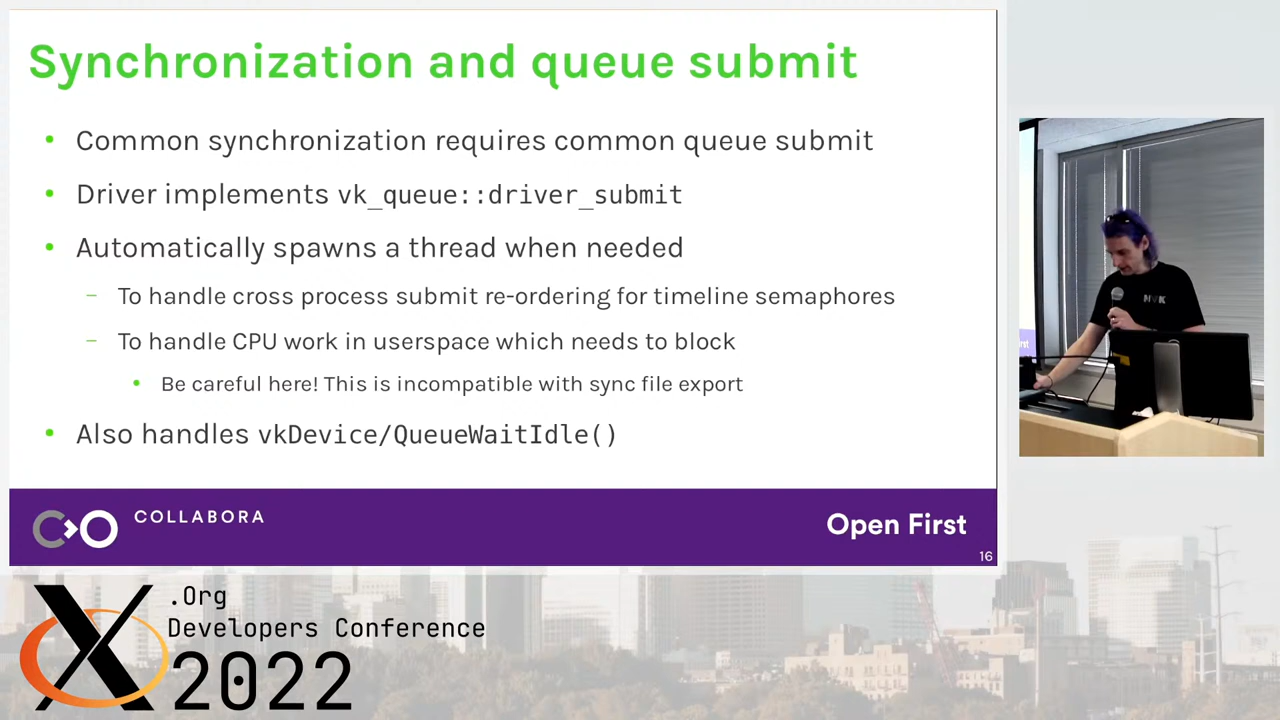 Synchronization and queue submit
• Common synchronization requires common queue submit
• Driver implements vk_queue::driver_submit
• Automatically spawns a thread when needed
– To handle cross process submit re-ordering for timeline semaphores
– To handle CPU work in userspace which needs to block
• Be careful here! This is incompatible with sync file export
• Also handles vkDevice/QueueWaitIdle()
COLLABORA
Open First
16
NVK
irst
X.Org
Developers Conference
2022